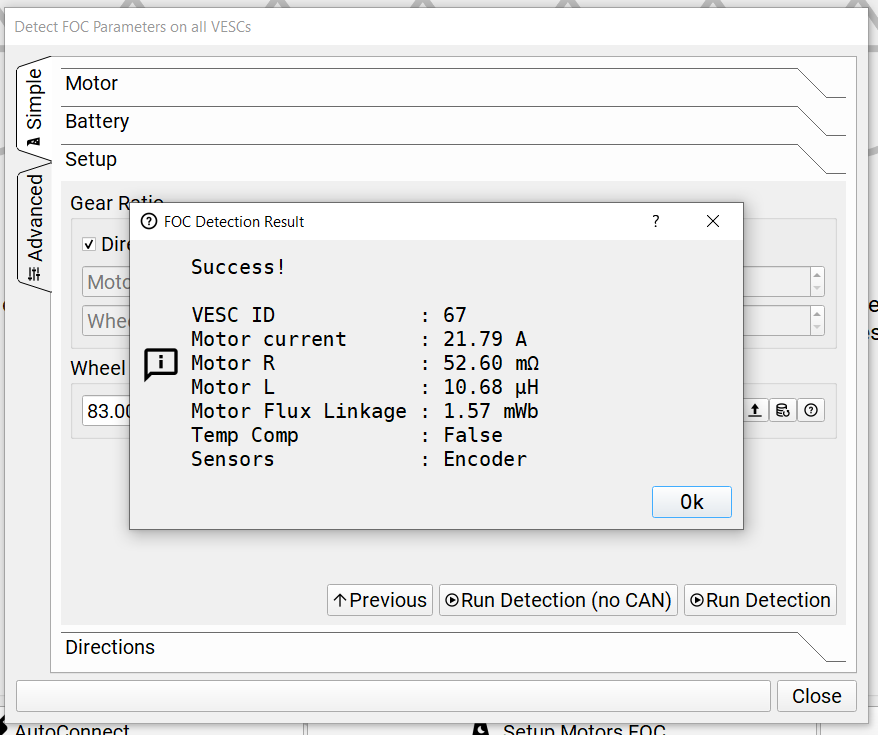 Detect FOC Parameters on all VESCs
Simple
Advanced
Motor
Battery
Setup
Gear Ratio
FOC Detection Result
?
Success!
VESC ID : 67
Motor current : 21.79 A
Motor R : 52.60 mΩ
Motor L : 10.68 µH
Motor Flux Linkage : 1.57 mWb
Temp Comp : False
Sensors : Encoder
Ok
Wheel
83.00
Previous
Run Detection (no CAN)
Run Detection
Directions
Close
AutoConnect
Setup Motors FOC